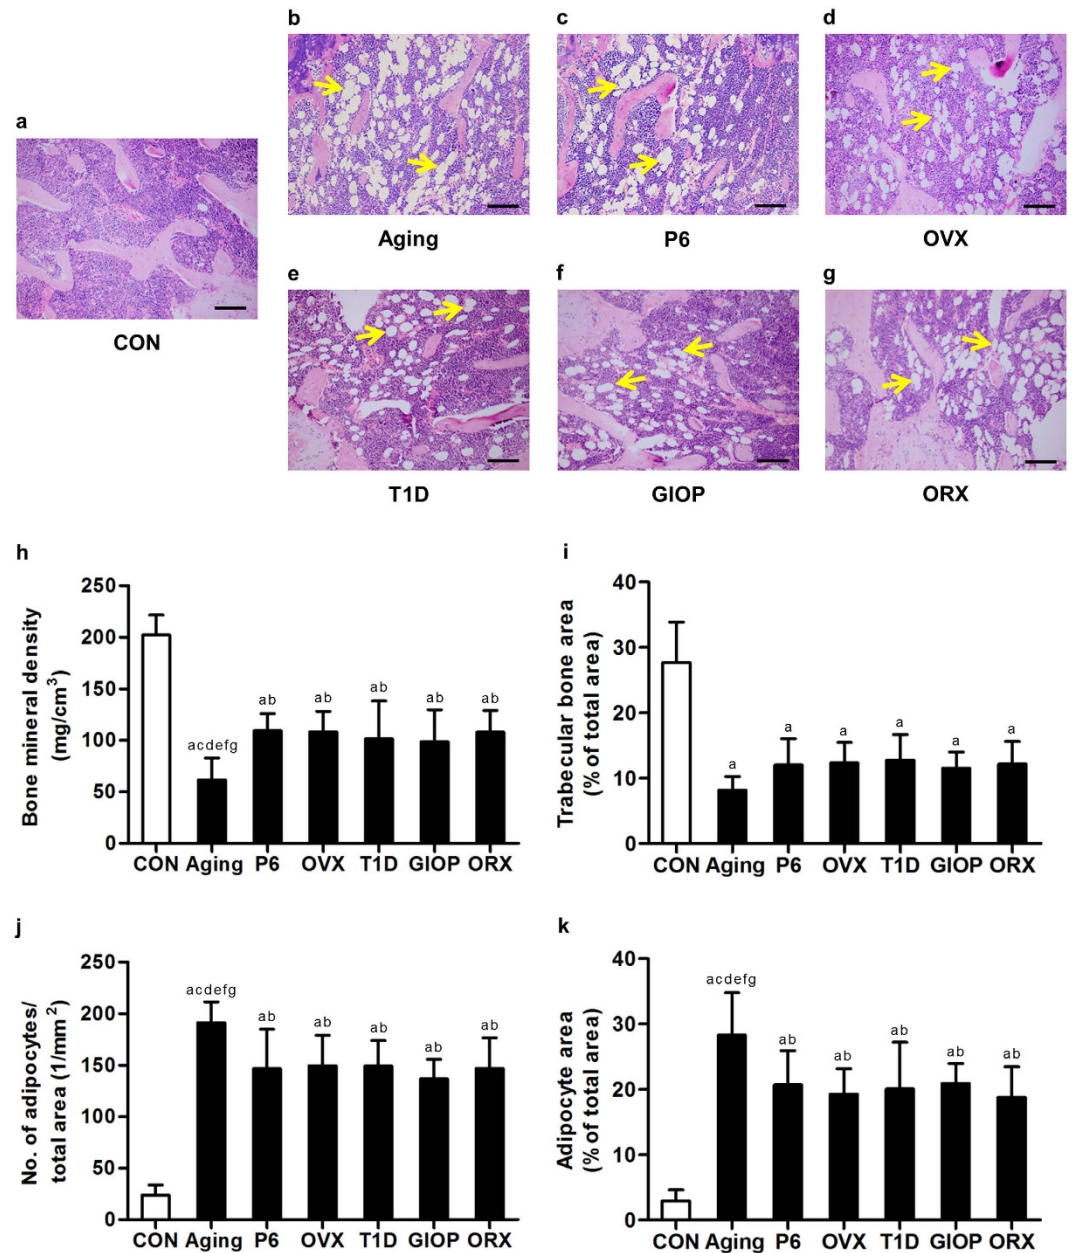 a
CON
b
Aging
c
P6
d
OVX
e
T1D
f
GIOP
g
ORX
h
Bone mineral density
(mg/cm³)
250
200
150
100
50
0
ab ab ab ab ab
acdefg
CON Aging P6 OVX T1D GIOP ORX
i
Trabecular bone area
(% of total area)
40
30
20
10
0
a a a a a a
CON Aging P6 OVX T1D GIOP ORX
j
No. of adipocytes/
total area (1/mm²)
250
200
150
100
50
0
acdefg
ab ab ab ab ab
CON Aging P6 OVX T1D GIOP ORX
k
Adipocyte area
(% of total area)
40
30
20
10
0
acdefg
ab ab ab ab ab
CON Aging P6 OVX T1D GIOP ORX